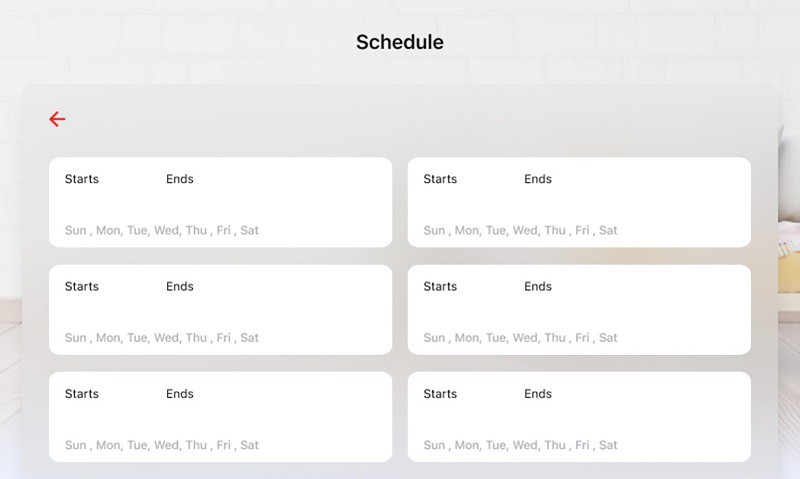 Schedule
Starts Ends
Sun , Mon, Tue, Wed, Thu , Fri , Sat
Starts Ends
Sun , Mon, Tue, Wed, Thu , Fri , Sat
Starts Ends
Sun , Mon, Tue, Wed, Thu , Fri , Sat
Starts Ends
Sun , Mon, Tue, Wed, Thu , Fri , Sat
Starts Ends
Sun , Mon, Tue, Wed, Thu , Fri , Sat
Starts Ends
Sun , Mon, Tue, Wed, Thu , Fri , Sat